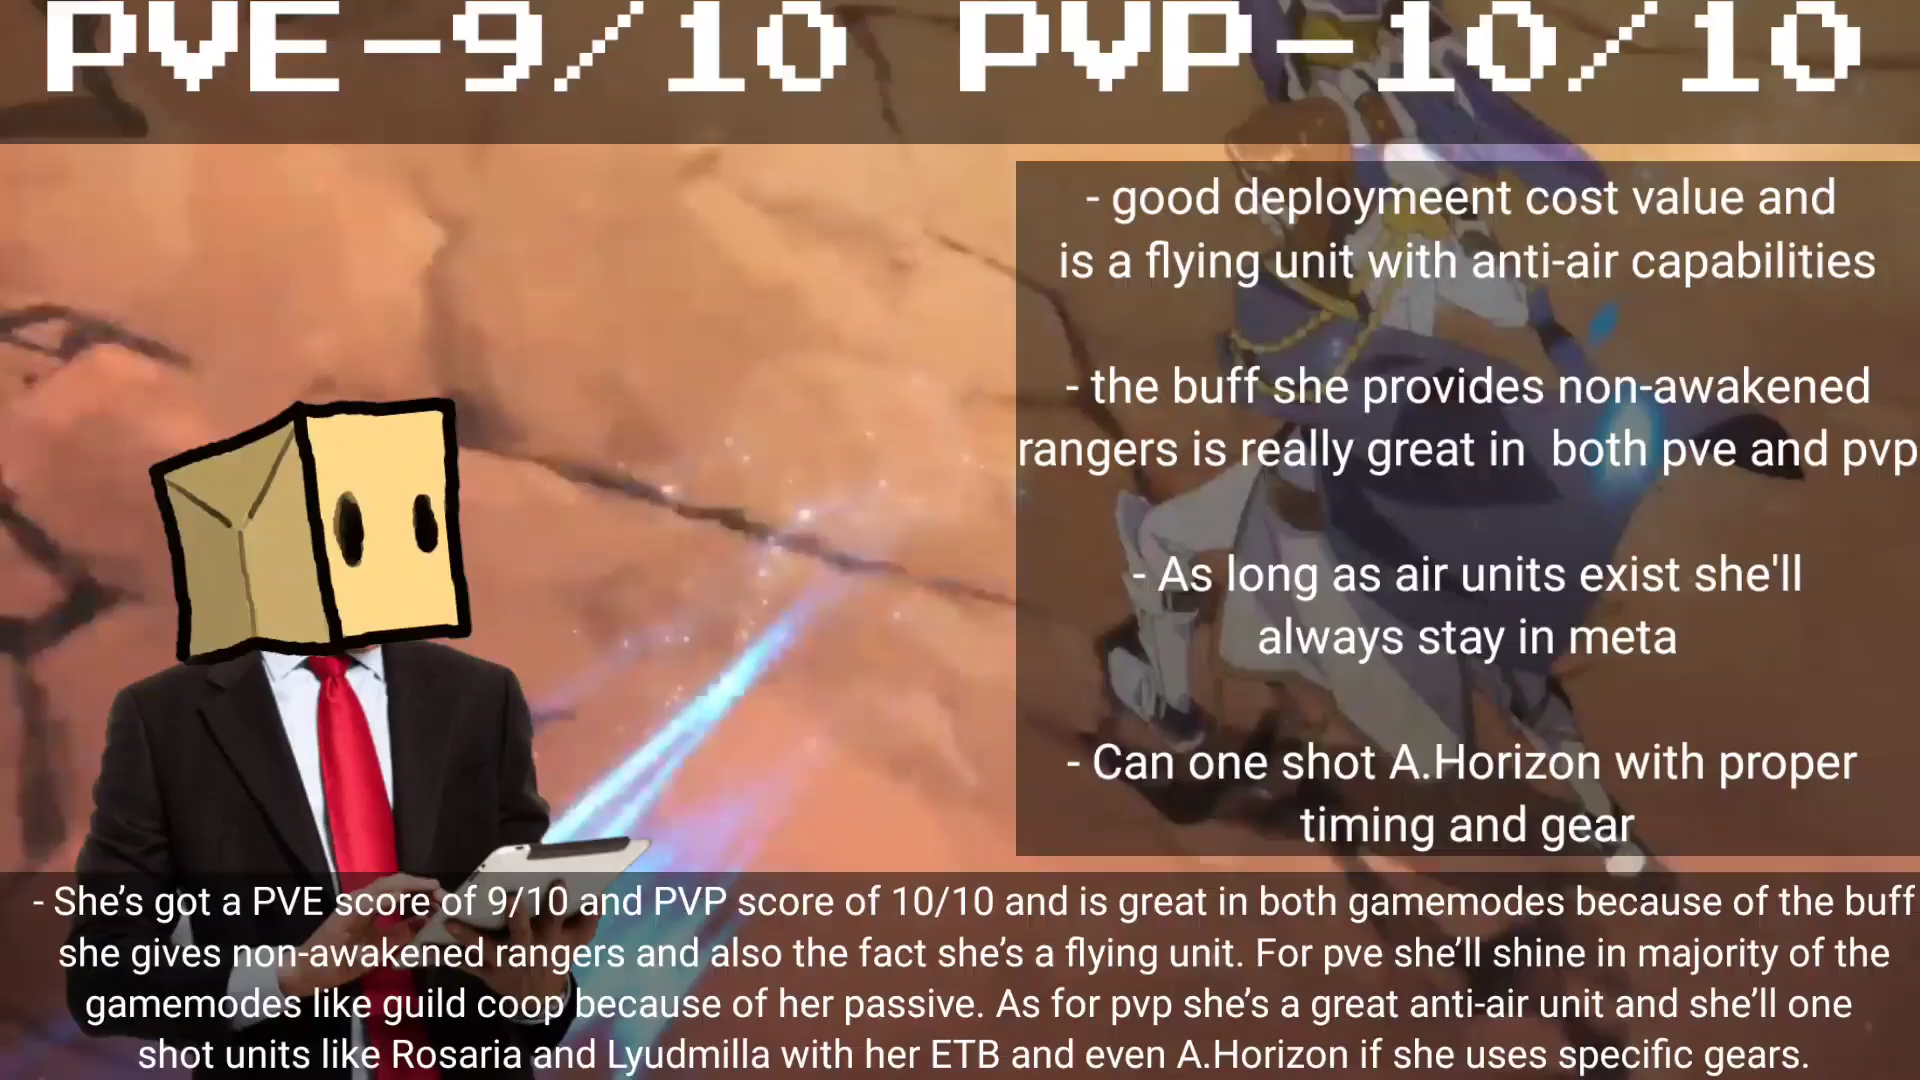 PVE-9/10 PVP-10/10
- good deploymeent cost value and
is a flying unit with anti-air capabilities
- the buff she provides non-awakened
rangers is really great in both pve and pvp
- As long as air units exist she'll
always stay in meta
- Can one shot A.Horizon with proper
timing and gear
- She’s got a PVE score of 9/10 and PVP score of 10/10 and is great in both gamemodes because of the buff
she gives non-awakened rangers and also the fact she’s a flying unit. For pve she’ll shine in majority of the
gamemodes like guild coop because of her passive. As for pvp she’s a great anti-air unit and she’ll one
shot units like Rosaria and Lyudmilla with her ETB and even A.Horizon if she uses specific gears.